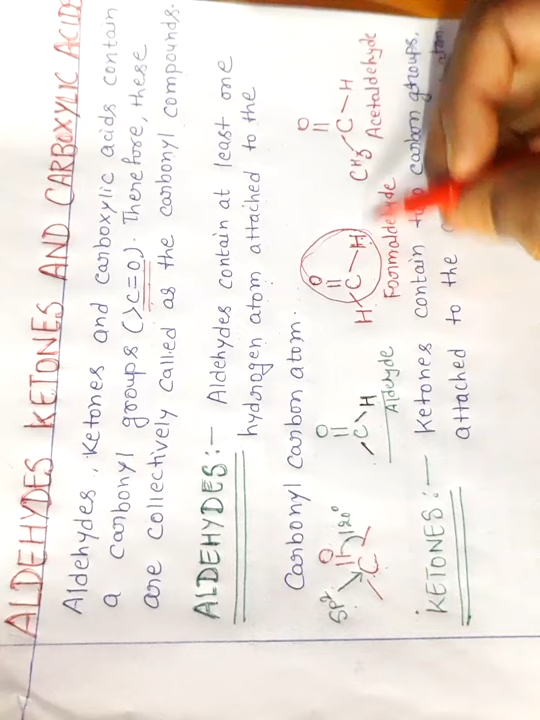 ALDEHYDES KETONES AND CARBOXYLIC ACIDS
Aldehydes, Ketones and carboxylic acids contain
a carbonyl groups (>C=O). Therefore, these
are collectively called as the carbonyl compounds.
ALDEHYDES:- Aldehydes contain at least one
hydrogen atom attached to the
Carbonyl carbon atom.
SP² O 120° C
O C H Aldehyde
O H C H Formaldehyde
O CH3 C H Acetaldehyde
KETONES:- Ketones contain two carbon groups,
attached to the atom